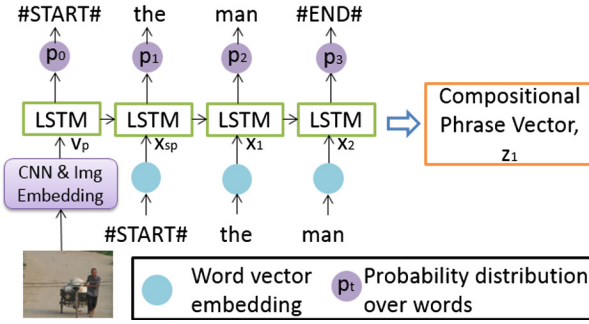 #START# the man #END#
p0 p1 p2 p3
LSTM LSTM LSTM LSTM
vp xsp x1 x2
Compositional
Phrase Vector,
z1
CNN & Img
Embedding
#START# the man
Word vector
embedding
pt Probability distribution
over words